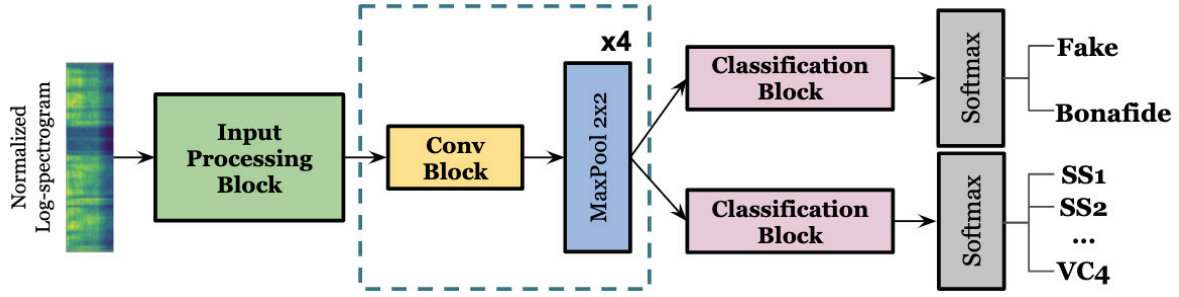 Normalized
Log-spectrogram
Input
Processing
Block
x4
Conv
Block
MaxPool 2x2
Classification
Block
Softmax
Fake
Bonafide
Classification
Block
Softmax
SS1
SS2
...
VC4